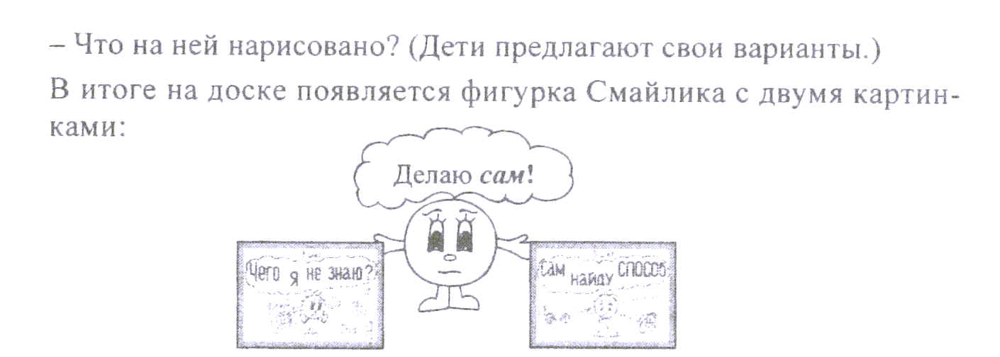 – Что на ней нарисовано? (Дети предлагают свои варианты.)
В итоге на доске появляется фигурка Смайлика с двумя картин-
ками:
Делаю сам!
Чего я не знаю?
Сам найду способ